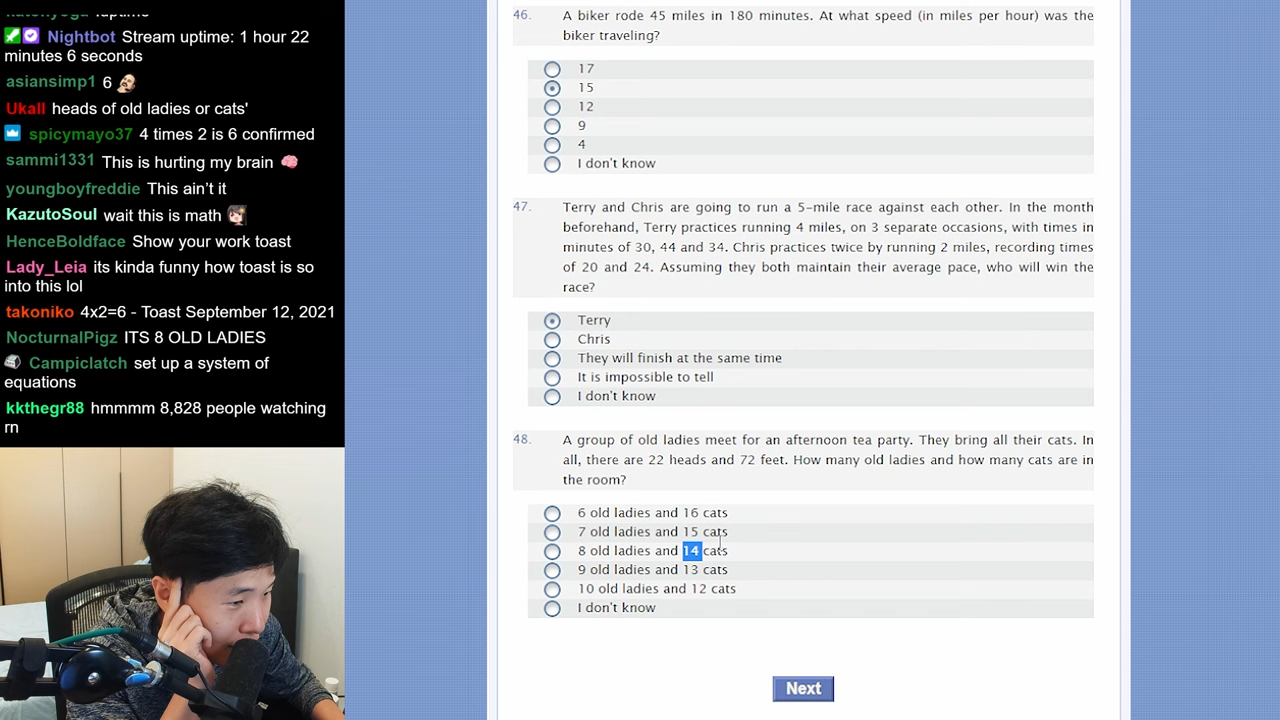 Nightbot Stream uptime: 1 hour 22
minutes 6 seconds
asiansimp1 6
Ukall heads of old ladies or cats'
spicymayo37 4 times 2 is 6 confirmed
sammi1331 This is hurting my brain
youngboyfreddie This ain't it
KazutoSoul wait this is math
HenceBoldface Show your work toast
Lady_Leia its kinda funny how toast is so
into this lol
takoniko 4x2=6 - Toast September 12, 2021
NocturnalPigz ITS 8 OLD LADIES
Campiclatch set up a system of
equations
kkthegr88 hmmmm 8,828 people watching
rn
46. A biker rode 45 miles in 180 minutes. At what speed (in miles per hour) was the
biker traveling?
17
15
12
9
4
I don't know
47. Terry and Chris are going to run a 5-mile race against each other. In the month
beforehand, Terry practices running 4 miles, on 3 separate occasions, with times in
minutes of 30, 44 and 34. Chris practices twice by running 2 miles, recording times
of 20 and 24. Assuming they both maintain their average pace, who will win the
race?
Terry
Chris
They will finish at the same time
It is impossible to tell
I don't know
48. A group of old ladies meet for an afternoon tea party. They bring all their cats. In
all, there are 22 heads and 72 feet. How many old ladies and how many cats are in
the room?
6 old ladies and 16 cats
7 old ladies and 15 cats
8 old ladies and 14 cats
9 old ladies and 13 cats
10 old ladies and 12 cats
I don't know
Next